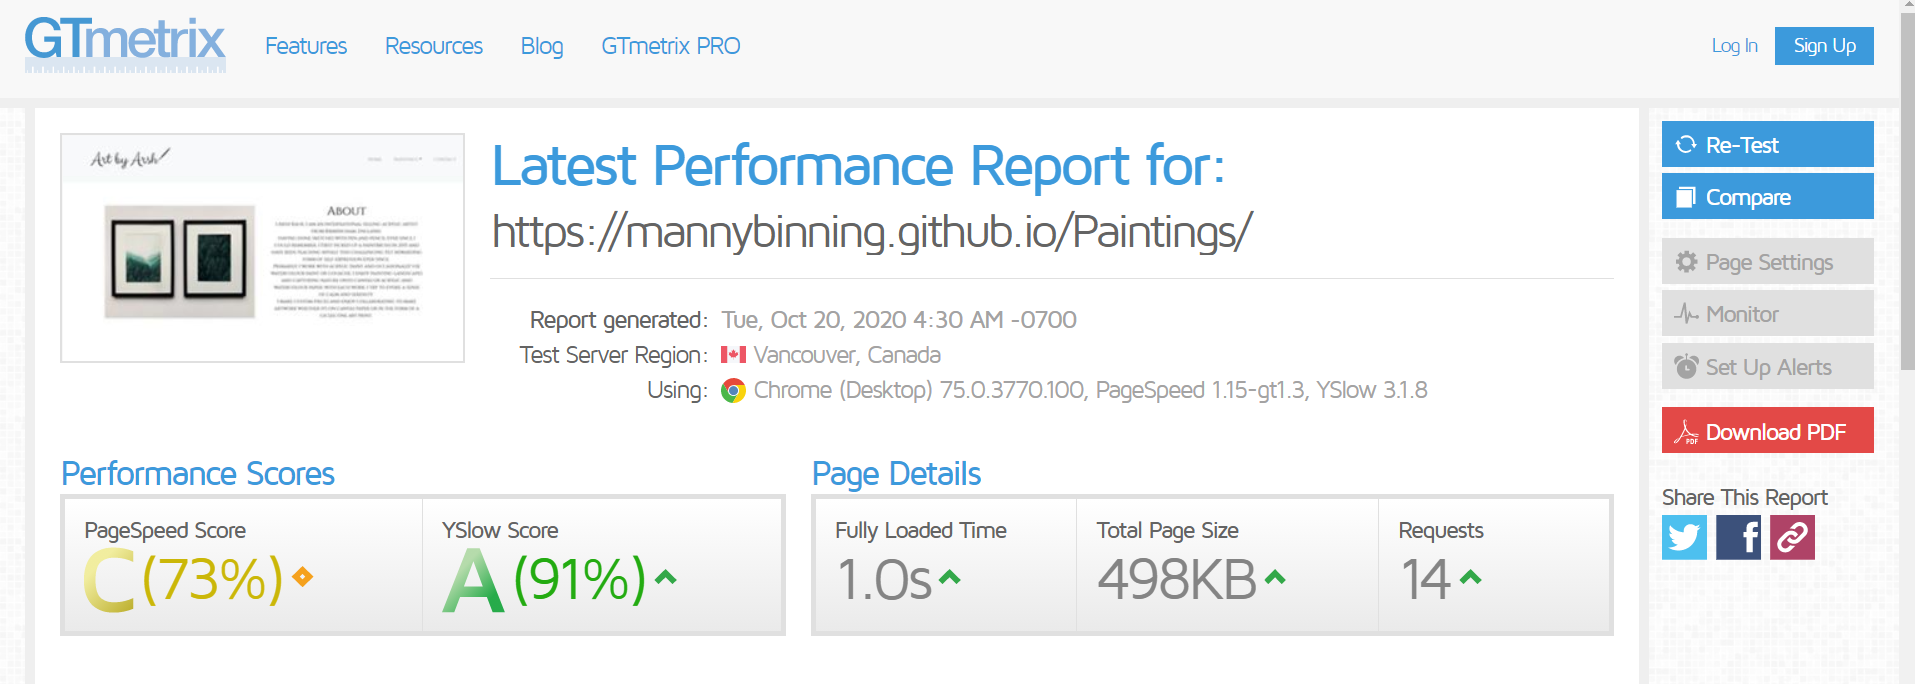 GTmetrix
Features Resources Blog GTmetrix PRO
Log In Sign Up
Art by Arsh
HOME
CONTACT
ABOUT
Latest Performance Report for:
https://mannybinning.github.io/Paintings/
Report generated: Tue, Oct 20, 2020 4:30 AM -0700
Test Server Region: Vancouver, Canada
Using: Chrome (Desktop) 75.0.3770.100, PageSpeed 1.15-gt1.3, YSlow 3.1.8
Re-Test
Compare
Page Settings
Monitor
Set Up Alerts
PDF Download PDF
Share This Report
Performance Scores
PageSpeed Score
C (73%)
YSlow Score
A (91%)
Page Details
Fully Loaded Time
1.0s
Total Page Size
498KB
Requests
14